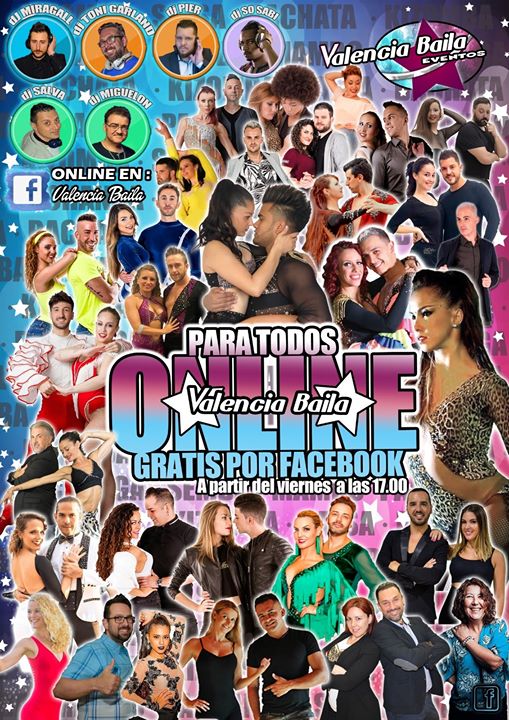 dj MIRAGALL
dj TONI GARLAND
dj PIER
dj SO SABI
Valencia Baila
EVENTOS
dj SALVA
dj MIGUELON
ONLINE EN :
f Valencia Baila
PARA TODOS
ONLINE
Valencia Baila
GRATIS POR FACEBOOK
A partir del viernes a las 17.00
f